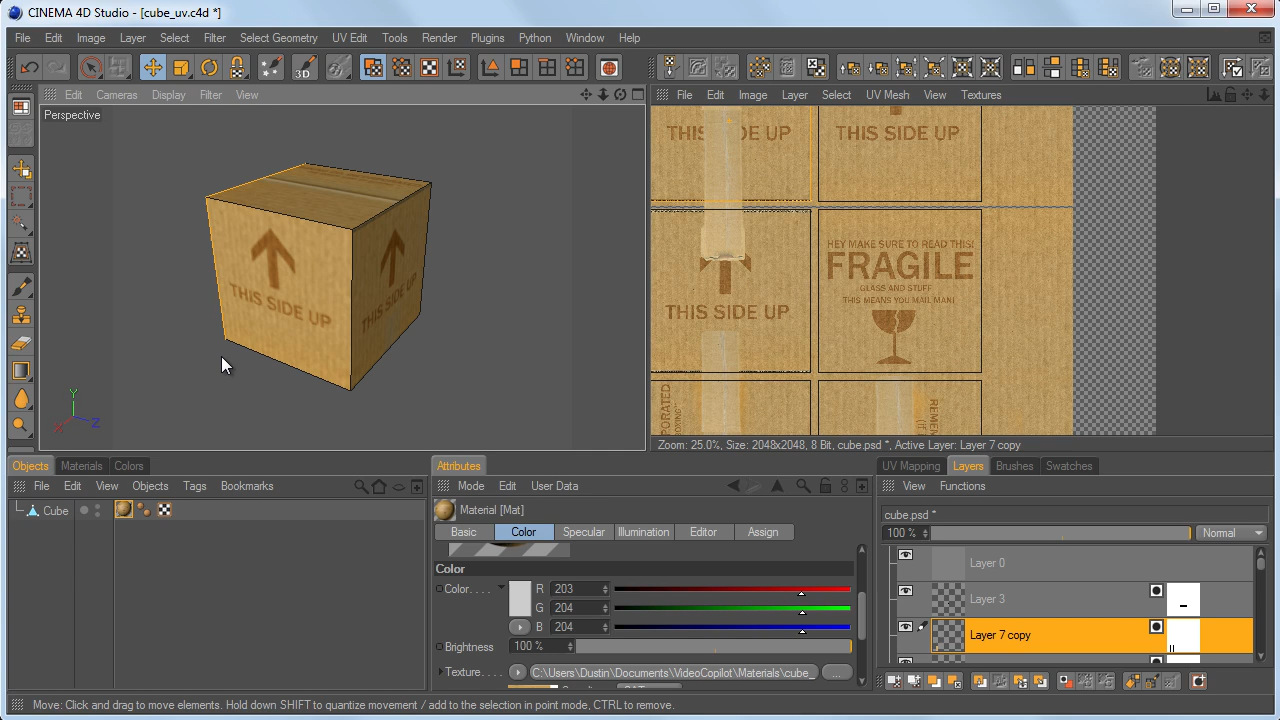 CINEMA 4D Studio - [cube_uv.c4d *]
File Edit Image Layer Select Filter Select Geometry UV Edit Tools Render Plugins Python Window Help
3D
Edit Cameras Display Filter View
File Edit Image Layer Select UV Mesh View Textures
Perspective
THIS SIDE UP
THIS SIDE UP
Y
X
Z
THIS DE UP
THIS SIDE UP
THIS SIDE UP
HEY MAKE SURE TO READ THIS!
FRAGILE
GLASS AND STUFF
THIS MEANS YOU MAIL MAN!
PORATED
REMEM
Zoom: 25.0%, Size: 2048x2048, 8 Bit, cube.psd *, Active Layer: Layer 7 copy
Objects Materials Colors
File Edit View Objects Tags Bookmarks
Cube
Attributes
Mode Edit User Data
Material [Mat]
Basic Color Specular Illumination Editor Assign
Color
Color. . . .
R 203
G 204
B 204
Brightness 100 %
Texture. . . . C:\Users\Dustin\Documents\VideoCopilot\Materials\cube_ ...
UV Mapping Layers Brushes Swatches
View Functions
cube.psd *
100 % Normal
Layer 0
Layer 3
Layer 7 copy
Move: Click and drag to move elements. Hold down SHIFT to quantize movement / add to the selection in point mode, CTRL to remove.